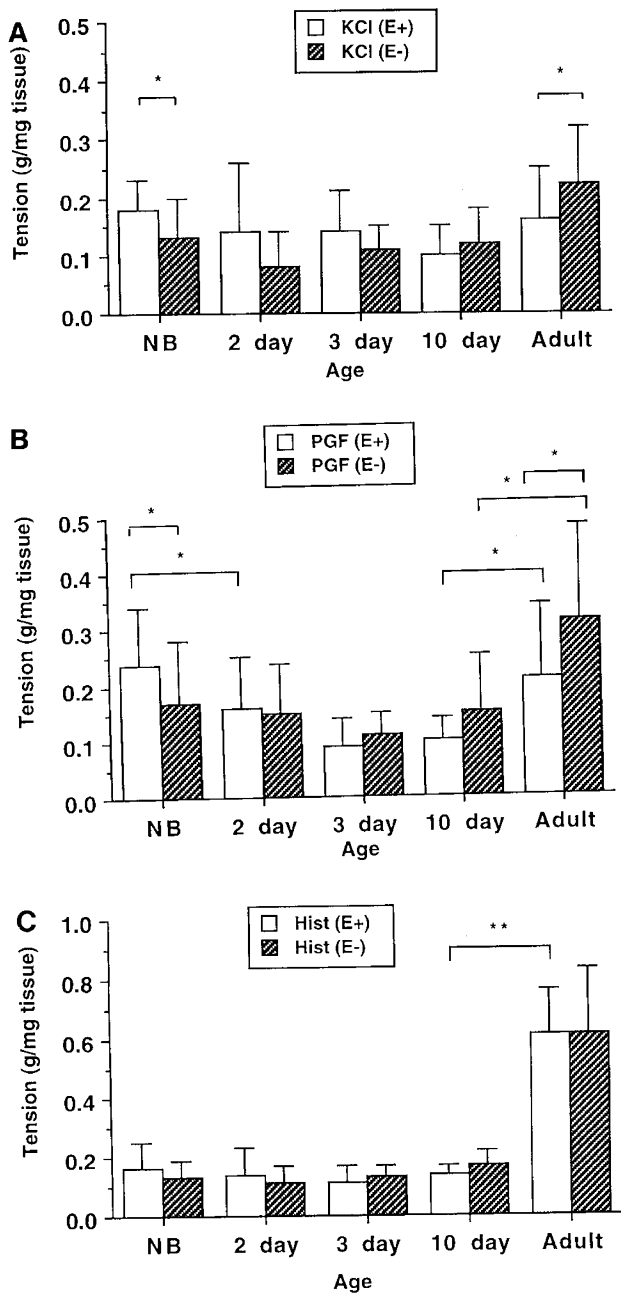 A
KCl (E+)
KCl (E-)
Tension (g/mg tissue)
0.5
0.4
0.3
0.2
0.1
0.0
*
*
NB 2 day 3 day 10 day Adult
Age
B
PGF (E+)
PGF (E-)
Tension (g/mg tissue)
0.5
0.4
0.3
0.2
0.1
0.0
*
*
*
*
*
NB 2 day 3 day 10 day Adult
Age
C
Hist (E+)
Hist (E-)
Tension (g/mg tissue)
1.0
0.8
0.6
0.4
0.2
0.0
**
NB 2 day 3 day 10 day Adult
Age